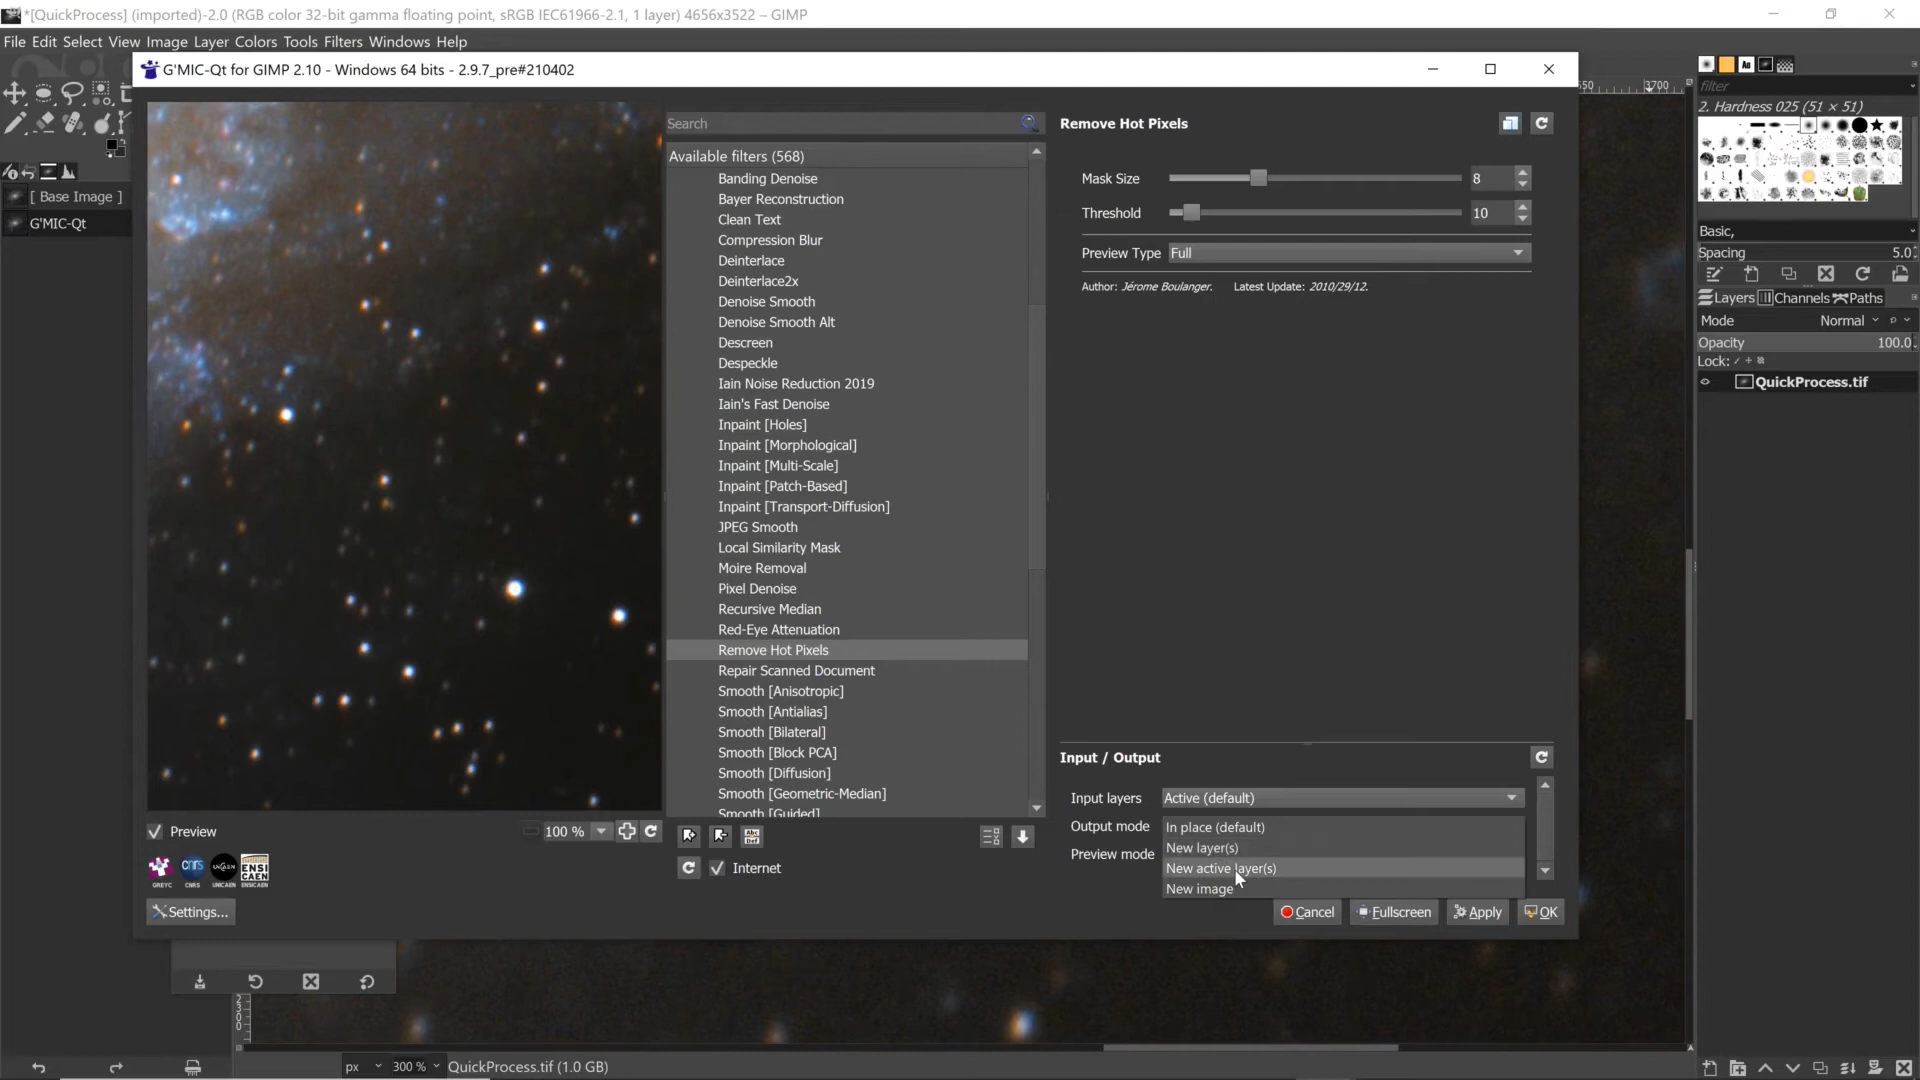 *[QuickProcess] (imported)-2.0 (RGB color 32-bit gamma floating point, sRGB IEC61966-2.1, 1 layer) 4656x3522 – GIMP
File Edit Select View Image Layer Colors Tools Filters Windows Help
G'MIC-Qt for GIMP 2.10 - Windows 64 bits - 2.9.7_pre#210402
[ Base Image ]
G'MIC-Qt
Search
Available filters (568)
Banding Denoise
Bayer Reconstruction
Clean Text
Compression Blur
Deinterlace
Deinterlace2x
Denoise Smooth
Denoise Smooth Alt
Descreen
Despeckle
Iain Noise Reduction 2019
Iain's Fast Denoise
Inpaint [Holes]
Inpaint [Morphological]
Inpaint [Multi-Scale]
Inpaint [Patch-Based]
Inpaint [Transport-Diffusion]
JPEG Smooth
Local Similarity Mask
Moire Removal
Pixel Denoise
Recursive Median
Red-Eye Attenuation
Remove Hot Pixels
Repair Scanned Document
Smooth [Anisotropic]
Smooth [Antialias]
Smooth [Bilateral]
Smooth [Block PCA]
Smooth [Diffusion]
Smooth [Geometric-Median]
Smooth [Guided]
Internet
Preview
100 %
GREYC CNRS UNICAEN ENSICAEN
Settings...
Remove Hot Pixels
Mask Size 8
Threshold 10
Preview Type Full
Author: Jérome Boulanger. Latest Update: 2010/29/12.
Input / Output
Input layers Active (default)
Output mode In place (default)
New layer(s)
Preview mode
New active layer(s)
New image
Cancel Fullscreen Apply OK
3700
filter
2. Hardness 025 (51 × 51)
Basic,
Spacing 5.0
Layers Channels Paths
Mode Normal
Opacity 100.0
Lock:
QuickProcess.tif
2300
px 300 % QuickProcess.tif (1.0 GB)